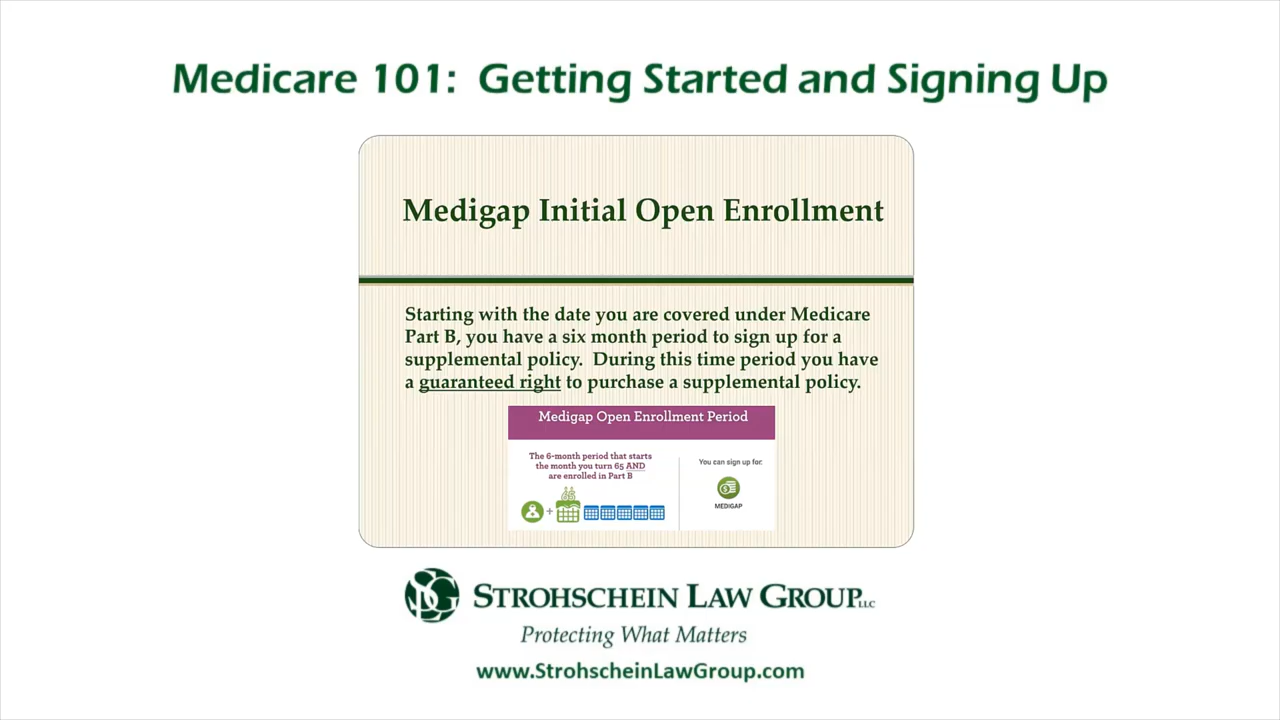 Medicare 101: Getting Started and Signing Up
Medigap Initial Open Enrollment
Starting with the date you are covered under Medicare
Part B, you have a six month period to sign up for a
supplemental policy. During this time period you have
a guaranteed right to purchase a supplemental policy.
Medigap Open Enrollment Period
The 6-month period that starts
the month you turn 65 AND
are enrolled in Part B
65
You can sign up for:
MEDIGAP
SLG
STROHSCHEIN LAW GROUP LLC
Protecting What Matters
www.StrohscheinLawGroup.com